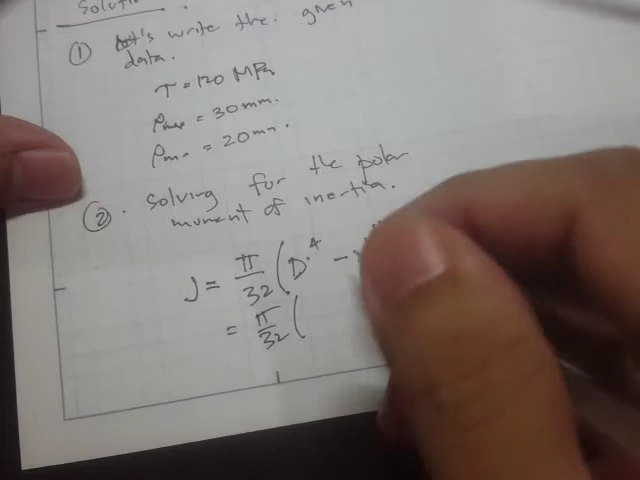 Solution.
① Let's write the given
data.
τ = 120 MPa
ρmax = 30mm.
ρmin = 20mm.
② . Solving for the polar
moment of inertia.
J = π/32 (D⁴ -
= π/32 (